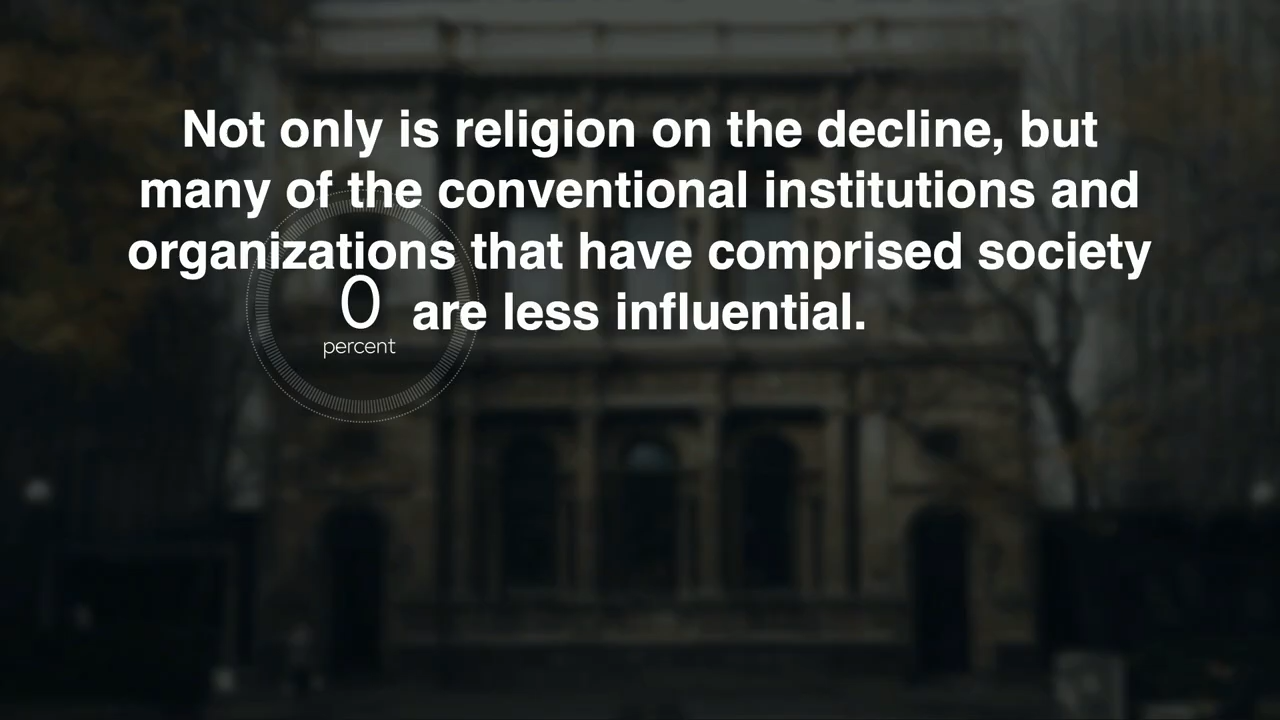 Not only is religion on the decline, but
many of the conventional institutions and
organizations that have comprised society
are less influential.
0
percent